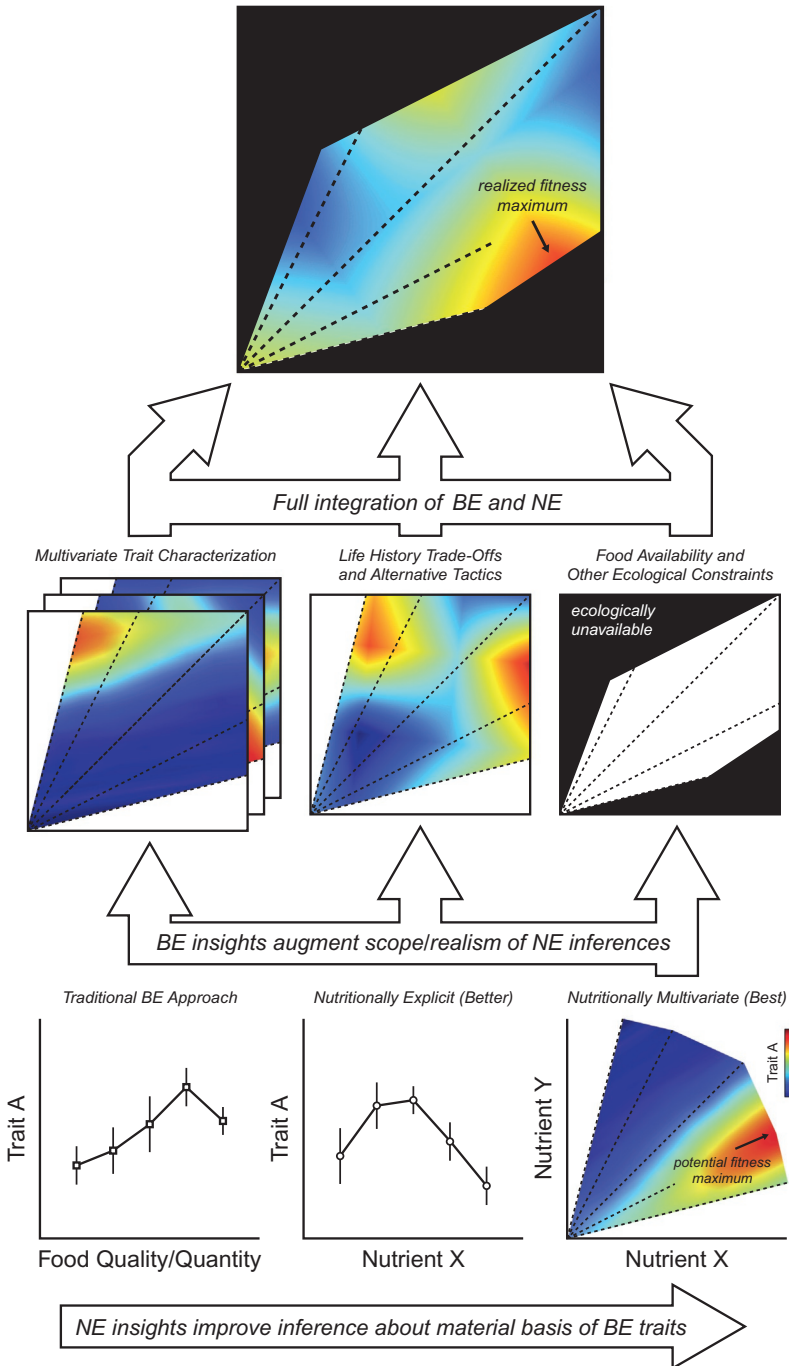 realized fitness
maximum
Full integration of BE and NE
Multivariate Trait Characterization
Life History Trade-Offs
and Alternative Tactics
Food Availability and
Other Ecological Constraints
ecologically
unavailable
BE insights augment scope/realism of NE inferences
Traditional BE Approach
Nutritionally Explicit (Better)
Nutritionally Multivariate (Best)
Trait A
Food Quality/Quantity
Trait A
Nutrient X
Nutrient Y
Trait A
potential fitness
maximum
Nutrient X
NE insights improve inference about material basis of BE traits